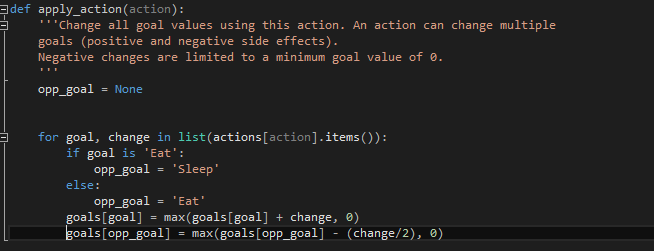 def apply_action(action):
    '''Change all goal values using this action. An action can change multiple
    goals (positive and negative side effects).
    Negative changes are limited to a minimum goal value of 0.
    '''
    opp_goal = None
    for goal, change in list(actions[action].items()):
        if goal is 'Eat':
            opp_goal = 'Sleep'
        else:
            opp_goal = 'Eat'
        goals[goal] = max(goals[goal] + change, 0)
        goals[opp_goal] = max(goals[opp_goal] - (change/2), 0)